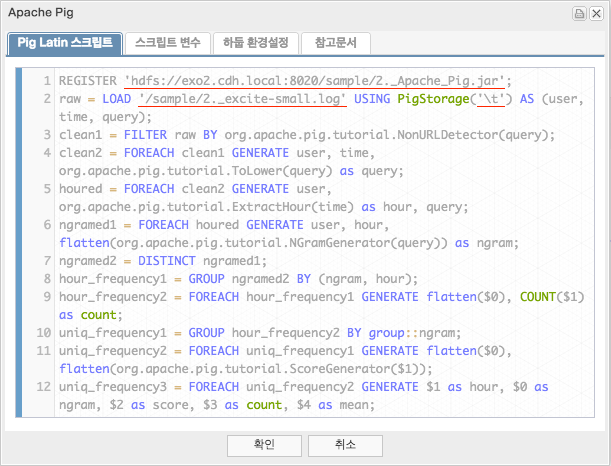 Apache Pig
Pig Latin 스크립트 스크립트 변수 하둡 환경설정 참고문서
1 REGISTER 'hdfs://exo2.cdh.local:8020/sample/2._Apache_Pig.jar';
2 raw = LOAD '/sample/2._excite-small.log' USING PigStorage('\t') AS (user,
time, query);
3 clean1 = FILTER raw BY org.apache.pig.tutorial.NonURLDetector(query);
4 clean2 = FOREACH clean1 GENERATE user, time,
org.apache.pig.tutorial.ToLower(query) as query;
5 houred = FOREACH clean2 GENERATE user,
org.apache.pig.tutorial.ExtractHour(time) as hour, query;
6 ngramed1 = FOREACH houred GENERATE user, hour,
flatten(org.apache.pig.tutorial.NGramGenerator(query)) as ngram;
7 ngramed2 = DISTINCT ngramed1;
8 hour_frequency1 = GROUP ngramed2 BY (ngram, hour);
9 hour_frequency2 = FOREACH hour_frequency1 GENERATE flatten($0), COUNT($1)
as count;
10 uniq_frequency1 = GROUP hour_frequency2 BY group::ngram;
11 uniq_frequency2 = FOREACH uniq_frequency1 GENERATE flatten($0),
flatten(org.apache.pig.tutorial.ScoreGenerator($1));
12 uniq_frequency3 = FOREACH uniq_frequency2 GENERATE $1 as hour, $0 as
ngram, $2 as score, $3 as count, $4 as mean;
확인 취소